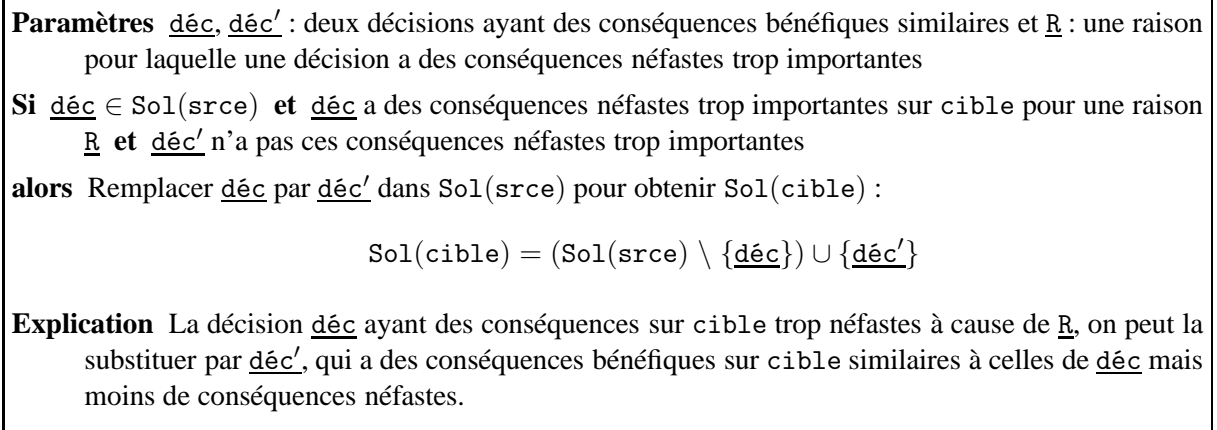 Paramètres déc, déc′ : deux décisions ayant des conséquences bénéfiques similaires et R : une raison
pour laquelle une décision a des conséquences néfastes trop importantes
Si déc ∈ Sol(srce) et déc a des conséquences néfastes trop importantes sur cible pour une raison
R et déc′ n'a pas ces conséquences néfastes trop importantes
alors Remplacer déc par déc′ dans Sol(srce) pour obtenir Sol(cible) :
Sol(cible) = (Sol(srce) \ {déc}) ∪ {déc′}
Explication La décision déc ayant des conséquences sur cible trop néfastes à cause de R, on peut la
substituer par déc′, qui a des conséquences bénéfiques sur cible similaires à celles de déc mais
moins de conséquences néfastes.